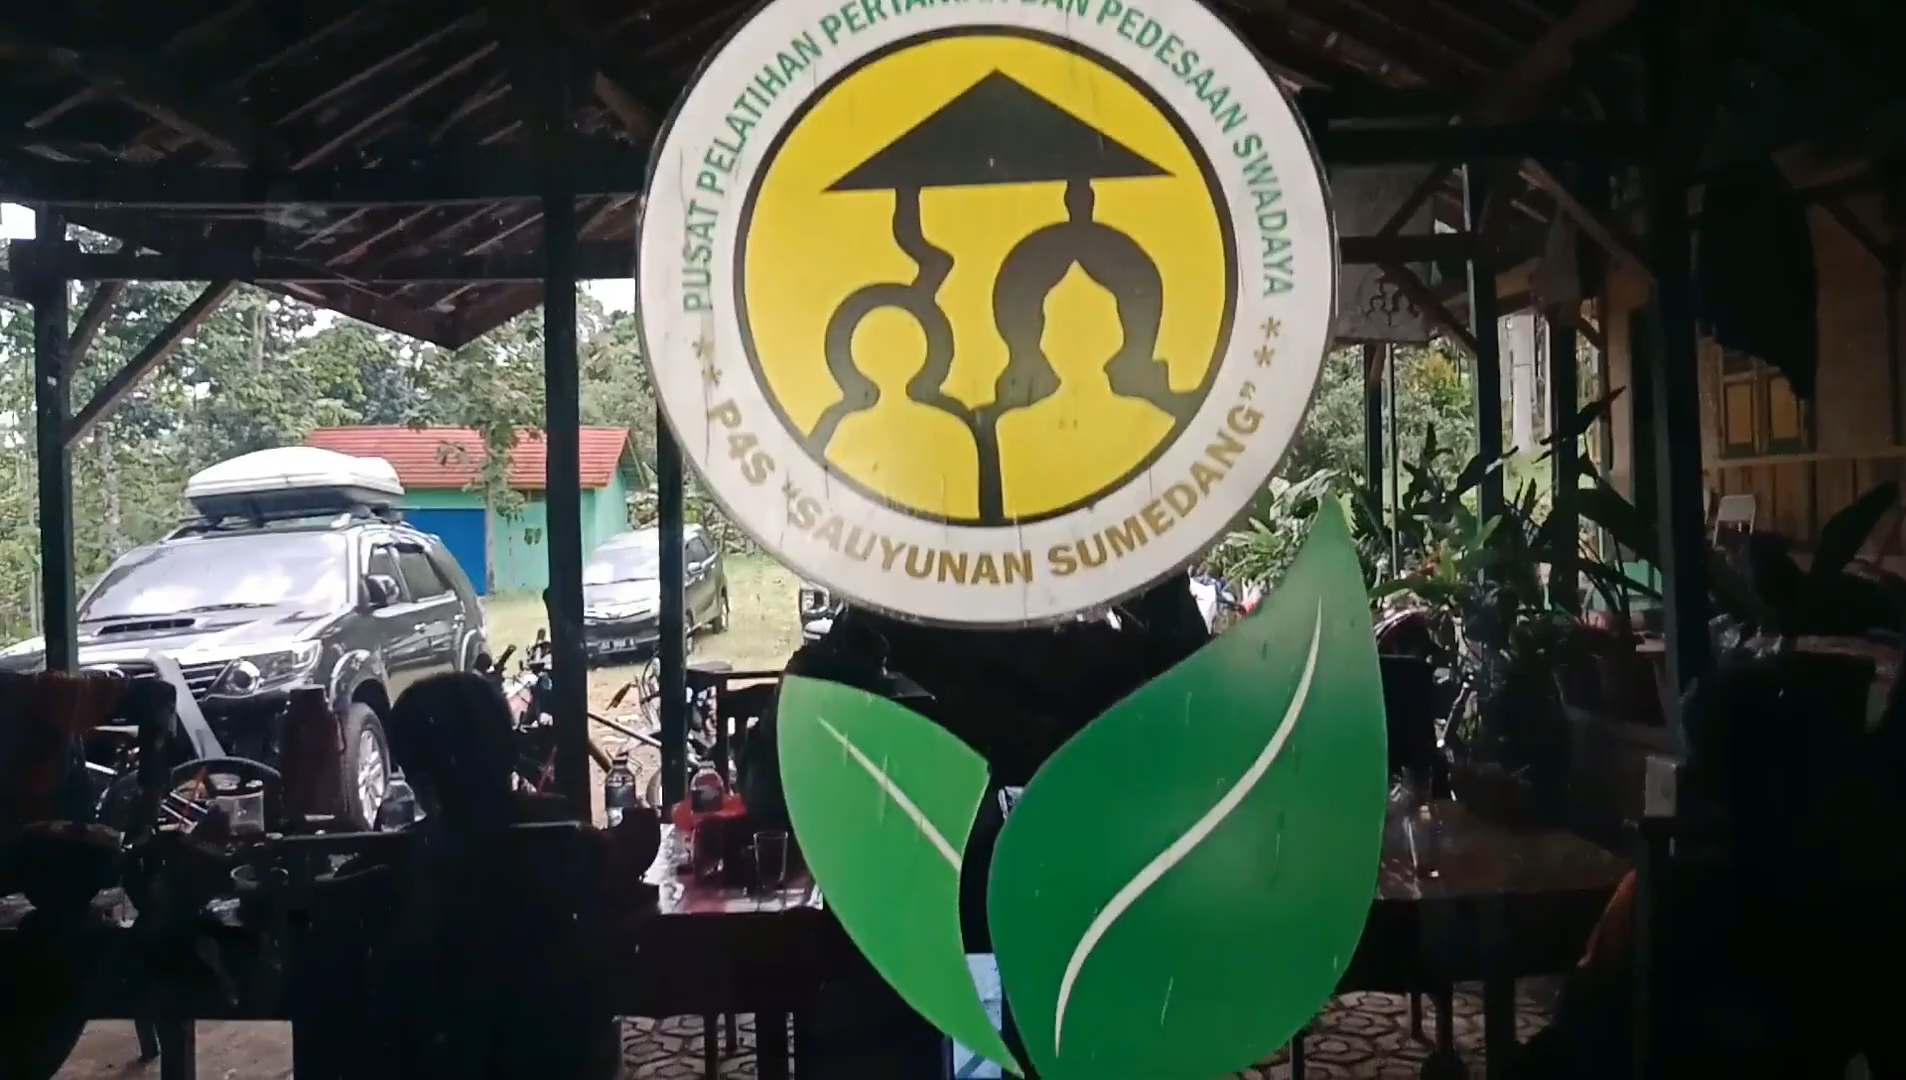 PUSAT PELATIHAN PERTANIAN DAN PEDESAAN SWADAYA
** P4S "SAUYUNAN SUMEDANG" ***